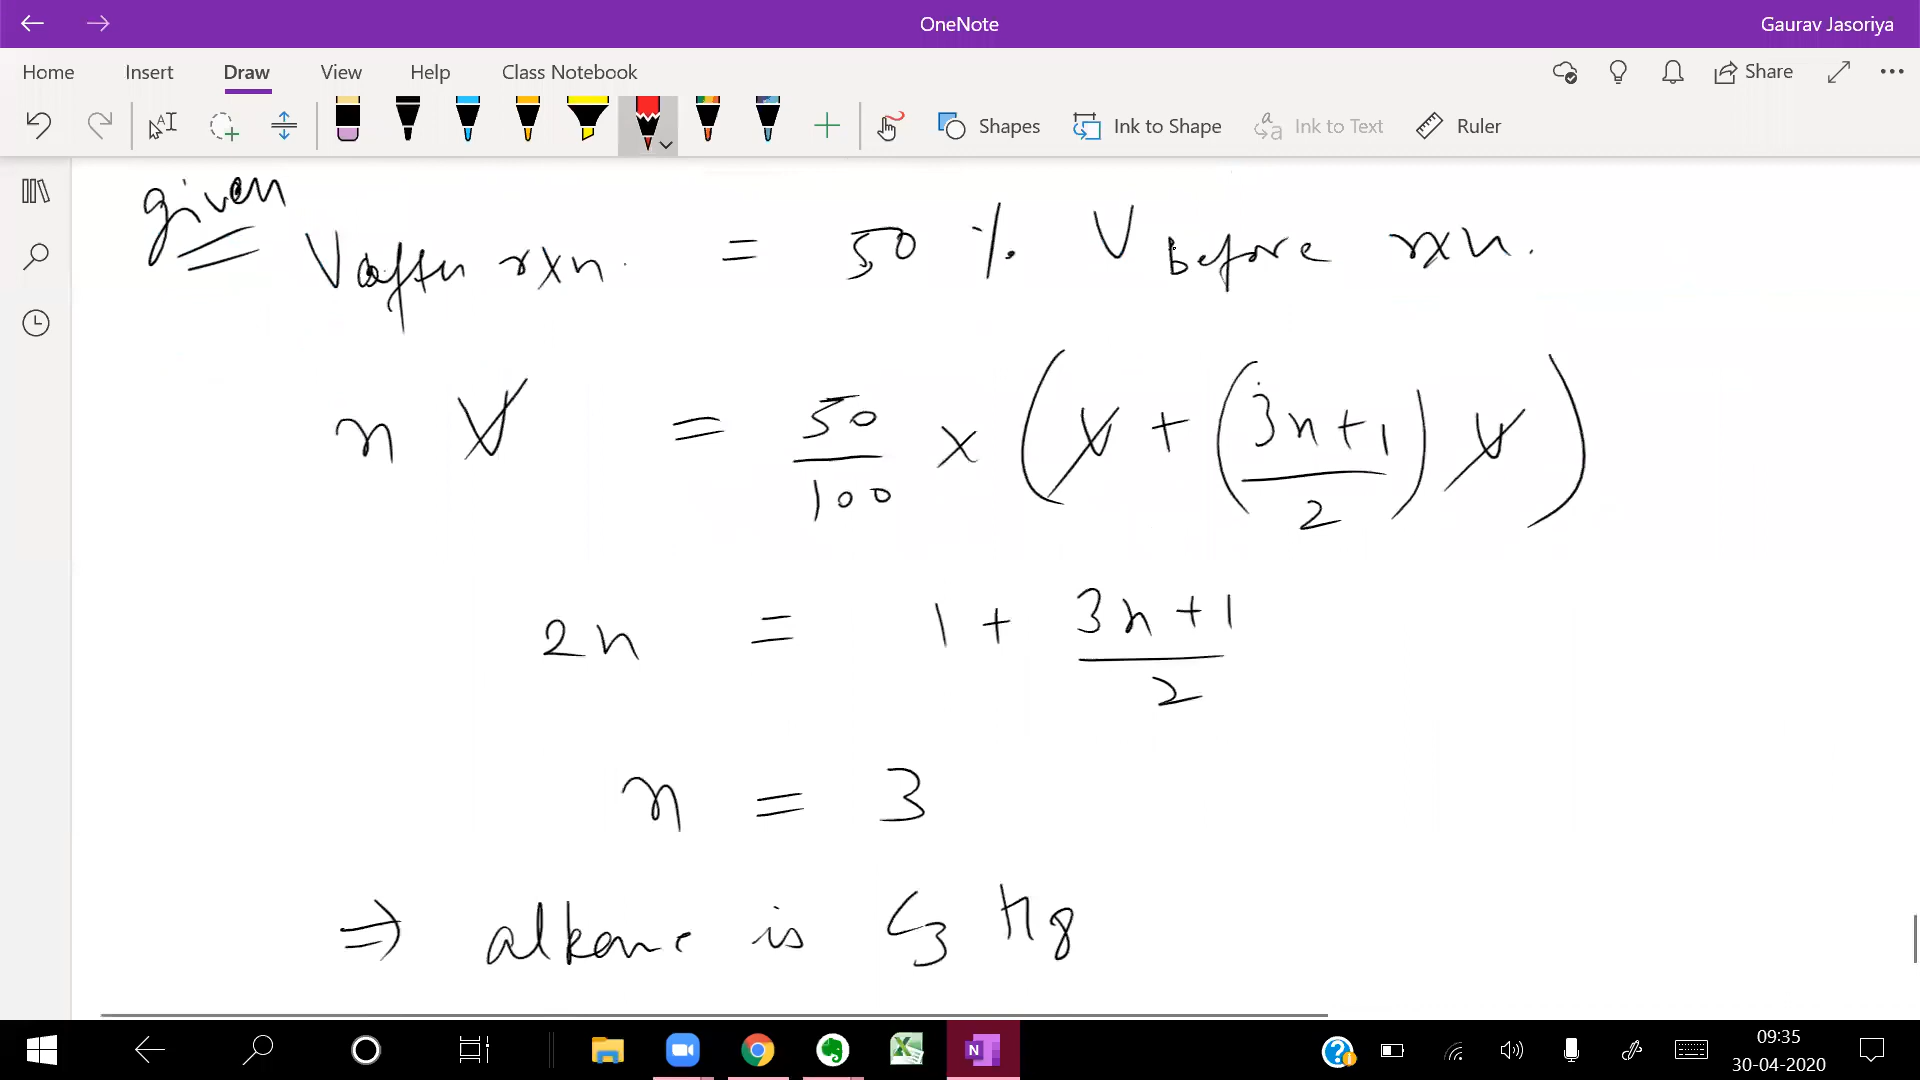 OneNote
Gaurav Jasoriya
Home Insert Draw View Help Class Notebook Share
Shapes Ink to Shape Ink to Text Ruler
given
V after rxn. = 50 % V before rxn.
n V = 50/100 × (V + (3n+1/2) V)
2n = 1 + 3n+1/2
n = 3
⇒ alkane is C3 H8
09:35
30-04-2020